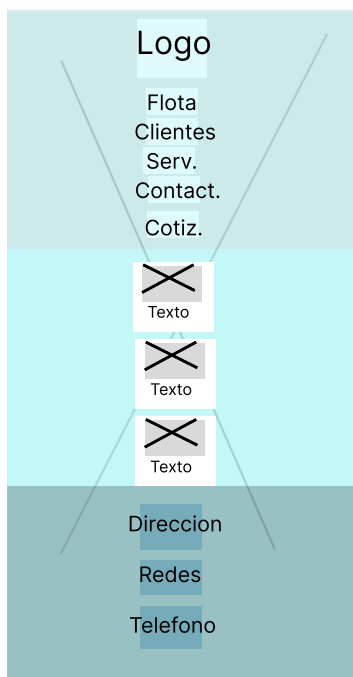 Logo
Flota
Clientes
Serv.
Contact.
Cotiz.
Texto
Texto
Texto
Direccion
Redes
Telefono